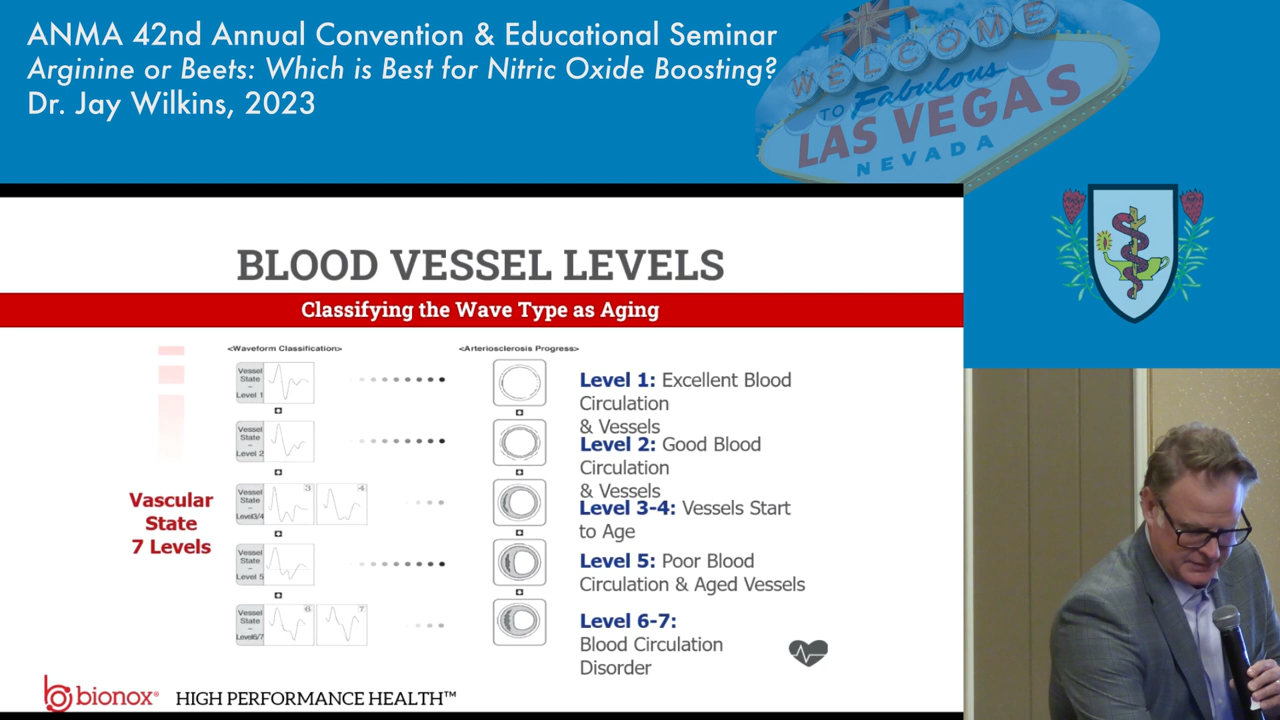 ANMA 42nd Annual Convention & Educational Seminar
Arginine or Beets: Which is Best for Nitric Oxide Boosting?
Dr. Jay Wilkins, 2023
WELCOME
TO Fabulous
LAS VEGAS
NEVADA
BLOOD VESSEL LEVELS
Classifying the Wave Type as Aging
<Waveform Classification>
<Arteriosclerosis Progress>
Vessel
State
–
Level 1
Level 1: Excellent Blood
Circulation
& Vessels
Vessel
State
–
Level 2
Level 2: Good Blood
Circulation
& Vessels
Vessel
State
–
Level3/4
3
4
Level 3-4: Vessels Start
to Age
Vascular
State
7 Levels
Vessel
State
–
Level 5
Level 5: Poor Blood
Circulation & Aged Vessels
Vessel
State
–
Level6/7
6
7
Level 6-7:
Blood Circulation
Disorder
bionox® HIGH PERFORMANCE HEALTH™